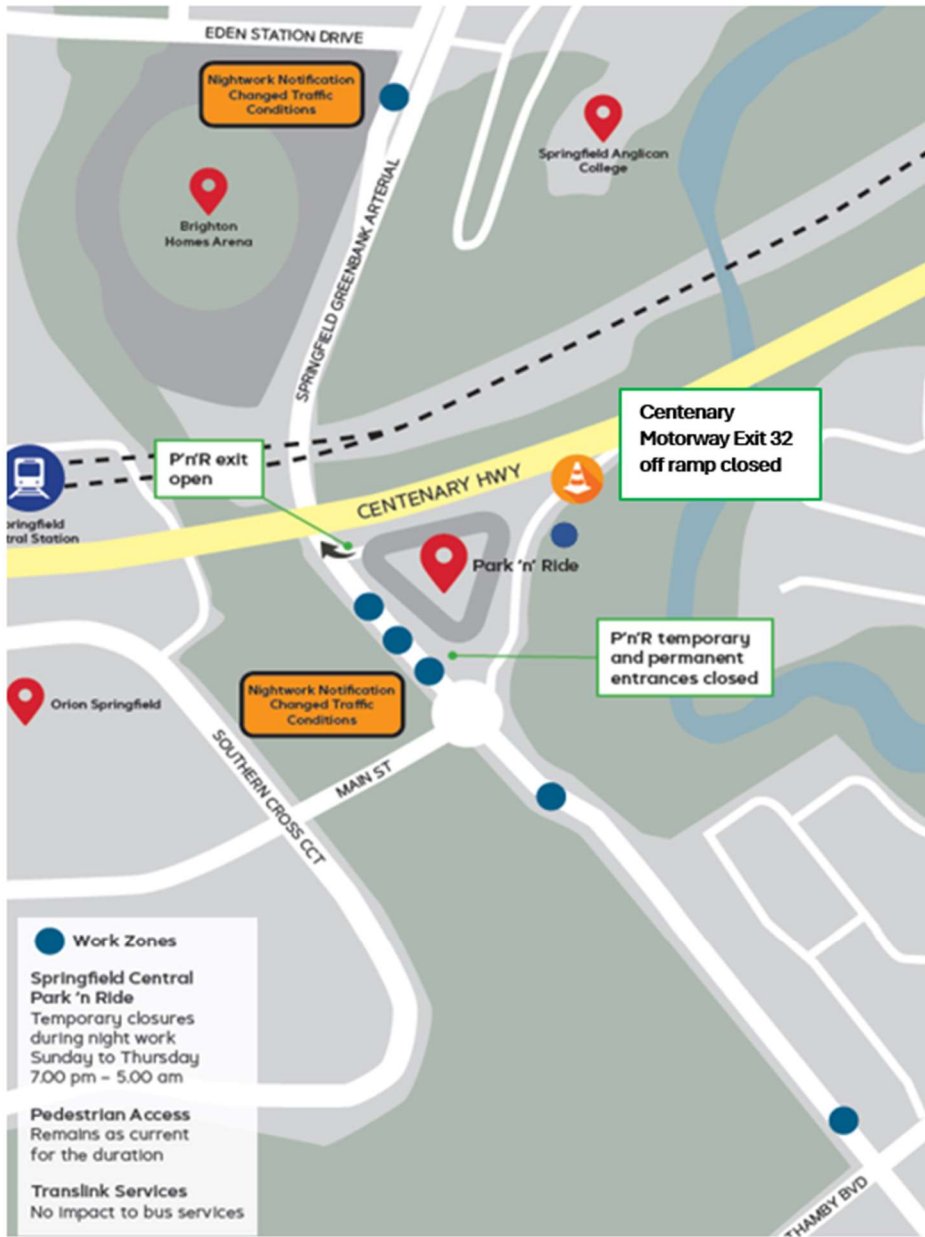 EDEN STATION DRIVE
Nightwork Notification
Changed Traffic
Conditions
Springfield Anglican
College
Brighton
Homes Arena
SPRINGFIELD GREENBANK ARTERIAL
Centenary
Motorway Exit 32
off ramp closed
P'n'R exit
open
CENTENARY HWY
pringfield
tral Station
Park 'n' Ride
P'n'R temporary
and permanent
entrances closed
Nightwork Notification
Changed Traffic
Conditions
Orion Springfield
SOUTHERN CROSS CCT
MAIN ST
Work Zones
Springfield Central
Park 'n Ride
Temporary closures
during night work
Sunday to Thursday
7.00 pm – 5.00 am
Pedestrian Access
Remains as current
for the duration
Translink Services
No impact to bus services
THAMBY BVD